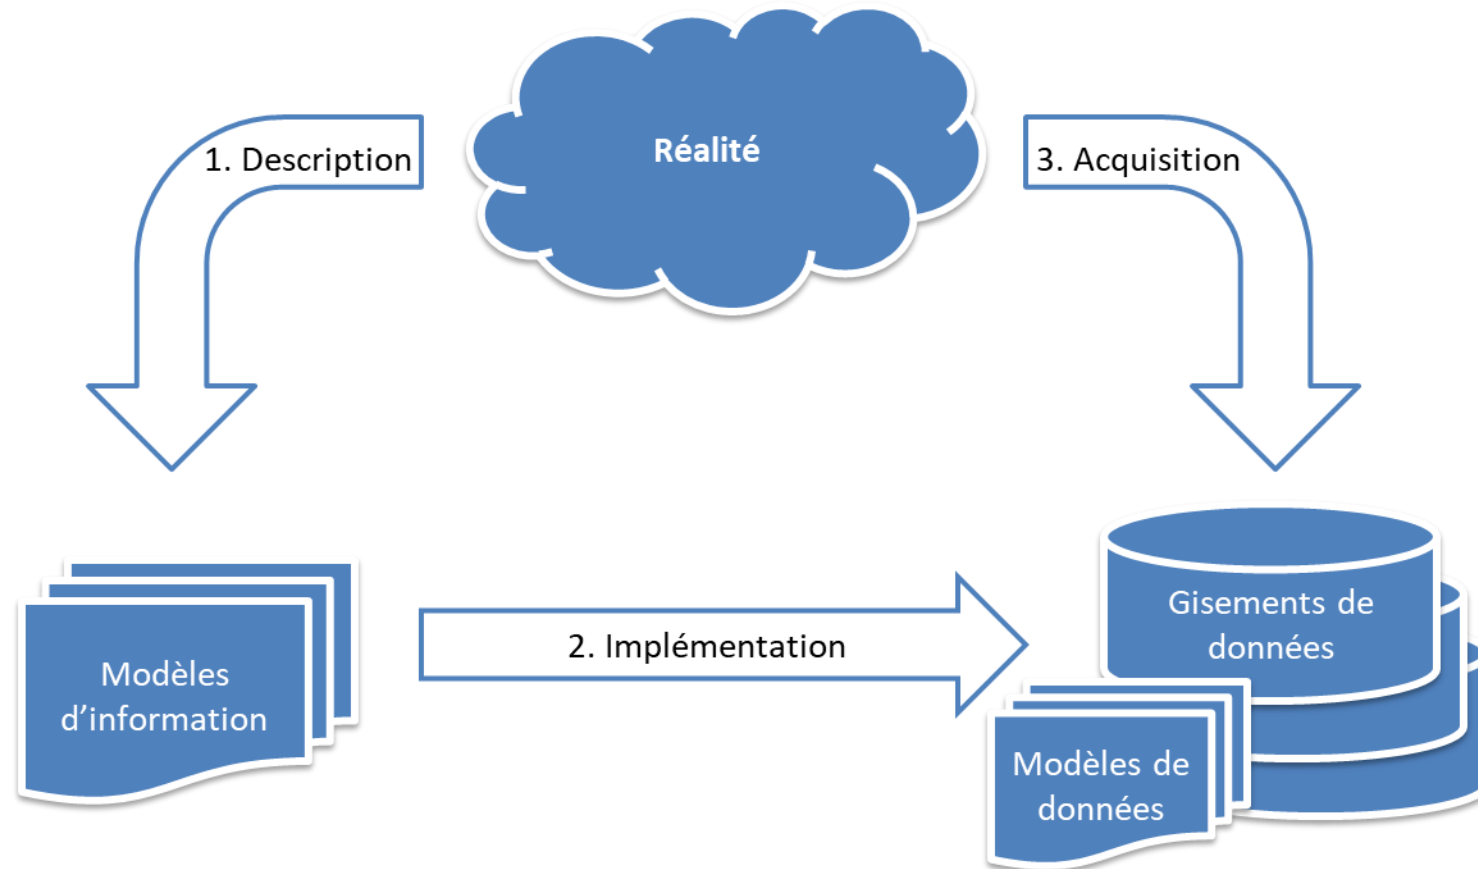 Réalité
1. Description
3. Acquisition
Gisements de
données
2. Implémentation
Modèles
d’information
Modèles de
données